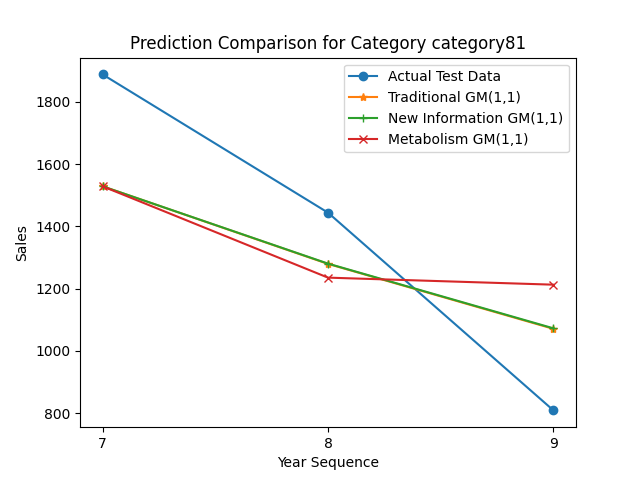 Prediction Comparison for Category category81
Actual Test Data
Traditional GM(1,1)
New Information GM(1,1)
Metabolism GM(1,1)
Sales
1800
1600
1400
1200
1000
800
7 8 9
Year Sequence